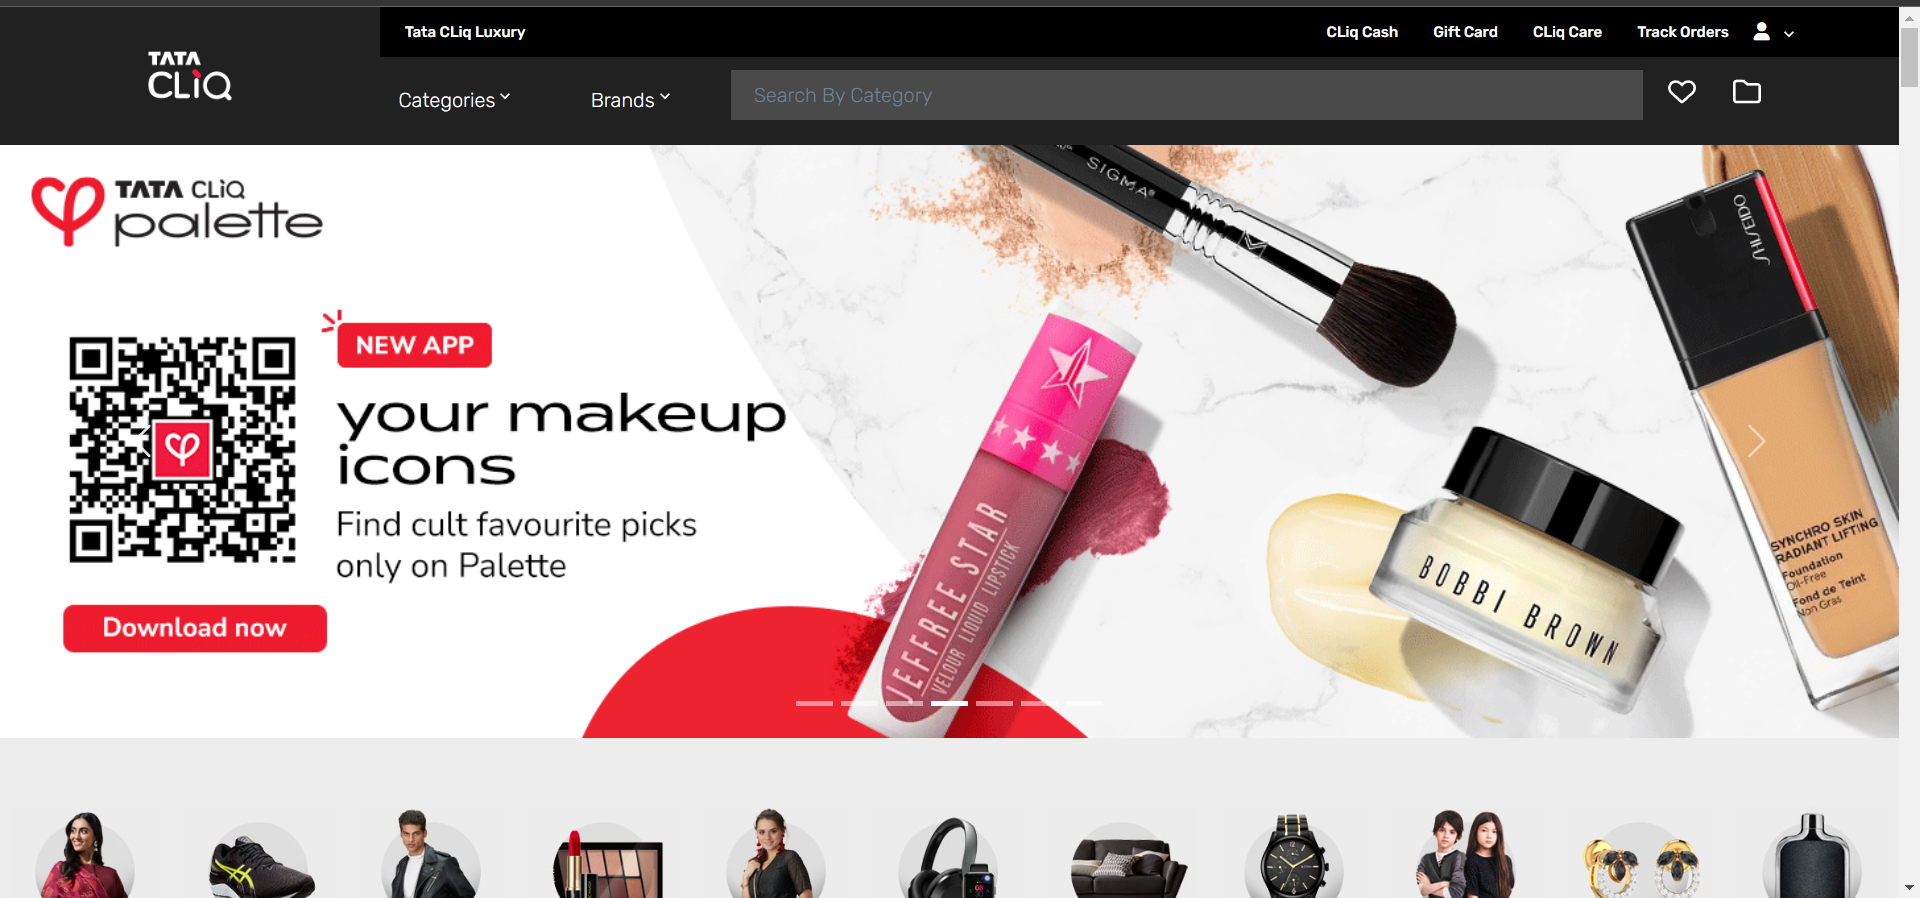 Tata CLiq Luxury
CLiq Cash
Gift Card
CLiq Care
Track Orders
TATA
CLiQ
Categories
Brands
Search By Category
TATA CLiQ
palette
NEW APP
your makeup
icons
Find cult favourite picks
only on Palette
Download now
SIGMA®
SHISEIDO
JEFFREE STAR
VELOUR LIQUID LIPSTICK
BOBBI BROWN
SYNCHRO SKIN
RADIANT LIFTING
Foundation
Oil-Free
Fond de Teint
Non Gras